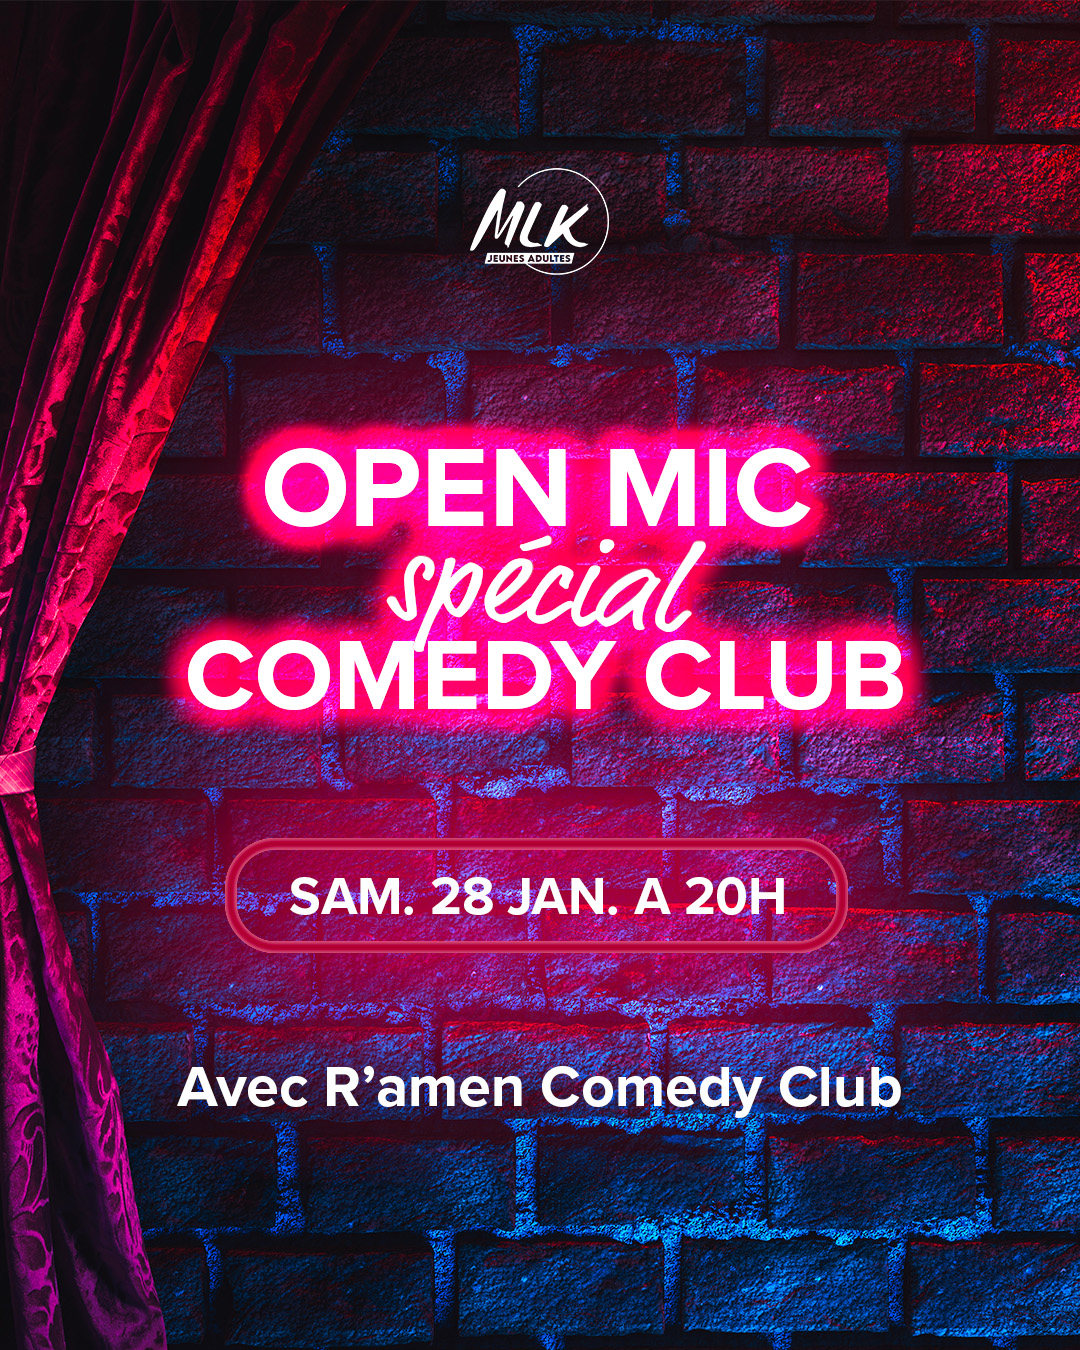 MLK
JEUNES ADULTES
OPEN MIC
spécial
COMEDY CLUB
SAM. 28 JAN. A 20H
Avec R’amen Comedy Club